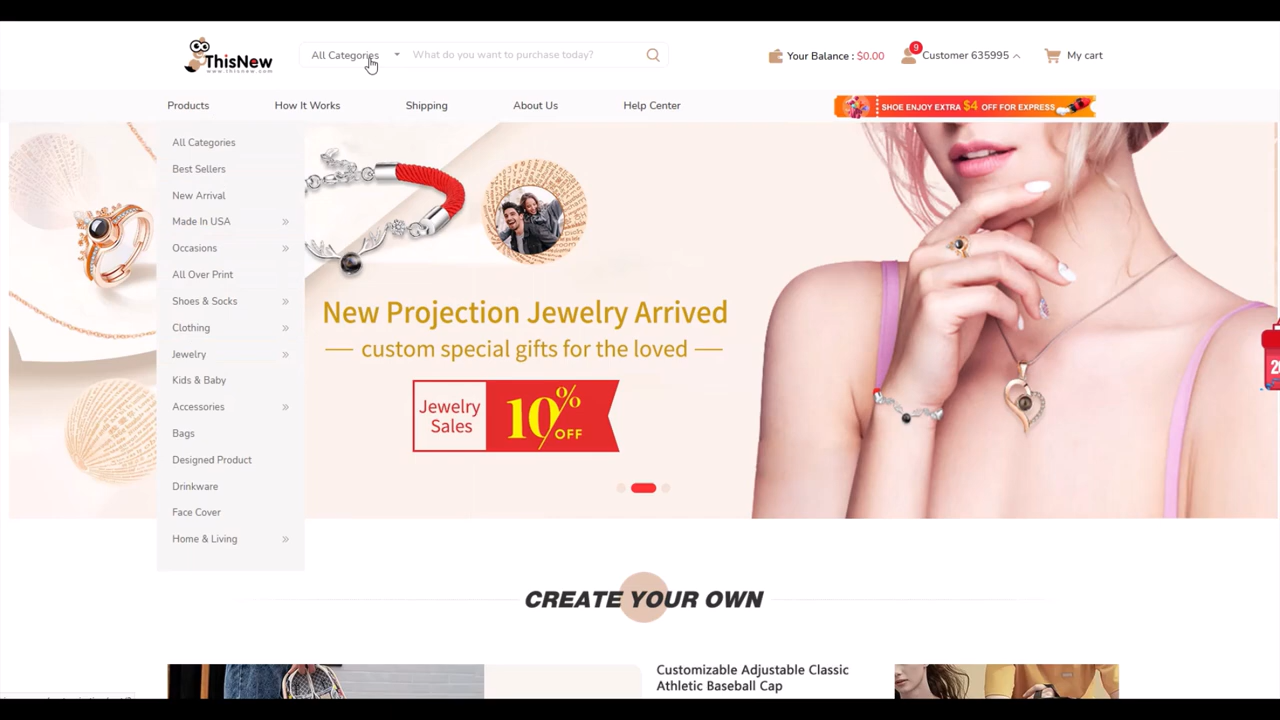 ThisNew
www.thisnew.com
All Categories
What do you want to purchase today?
Your Balance : $0.00
9
Customer 635995
My cart
Products
How It Works
Shipping
About Us
Help Center
SHOE ENJOY EXTRA $4 OFF FOR EXPRESS
All Categories
Best Sellers
New Arrival
Made In USA
Occasions
All Over Print
Shoes & Socks
Clothing
Jewelry
Kids & Baby
Accessories
Bags
Designed Product
Drinkware
Face Cover
Home & Living
New Projection Jewelry Arrived
custom special gifts for the loved
Jewelry
Sales
10% OFF
CREATE YOUR OWN
Customizable Adjustable Classic
Athletic Baseball Cap